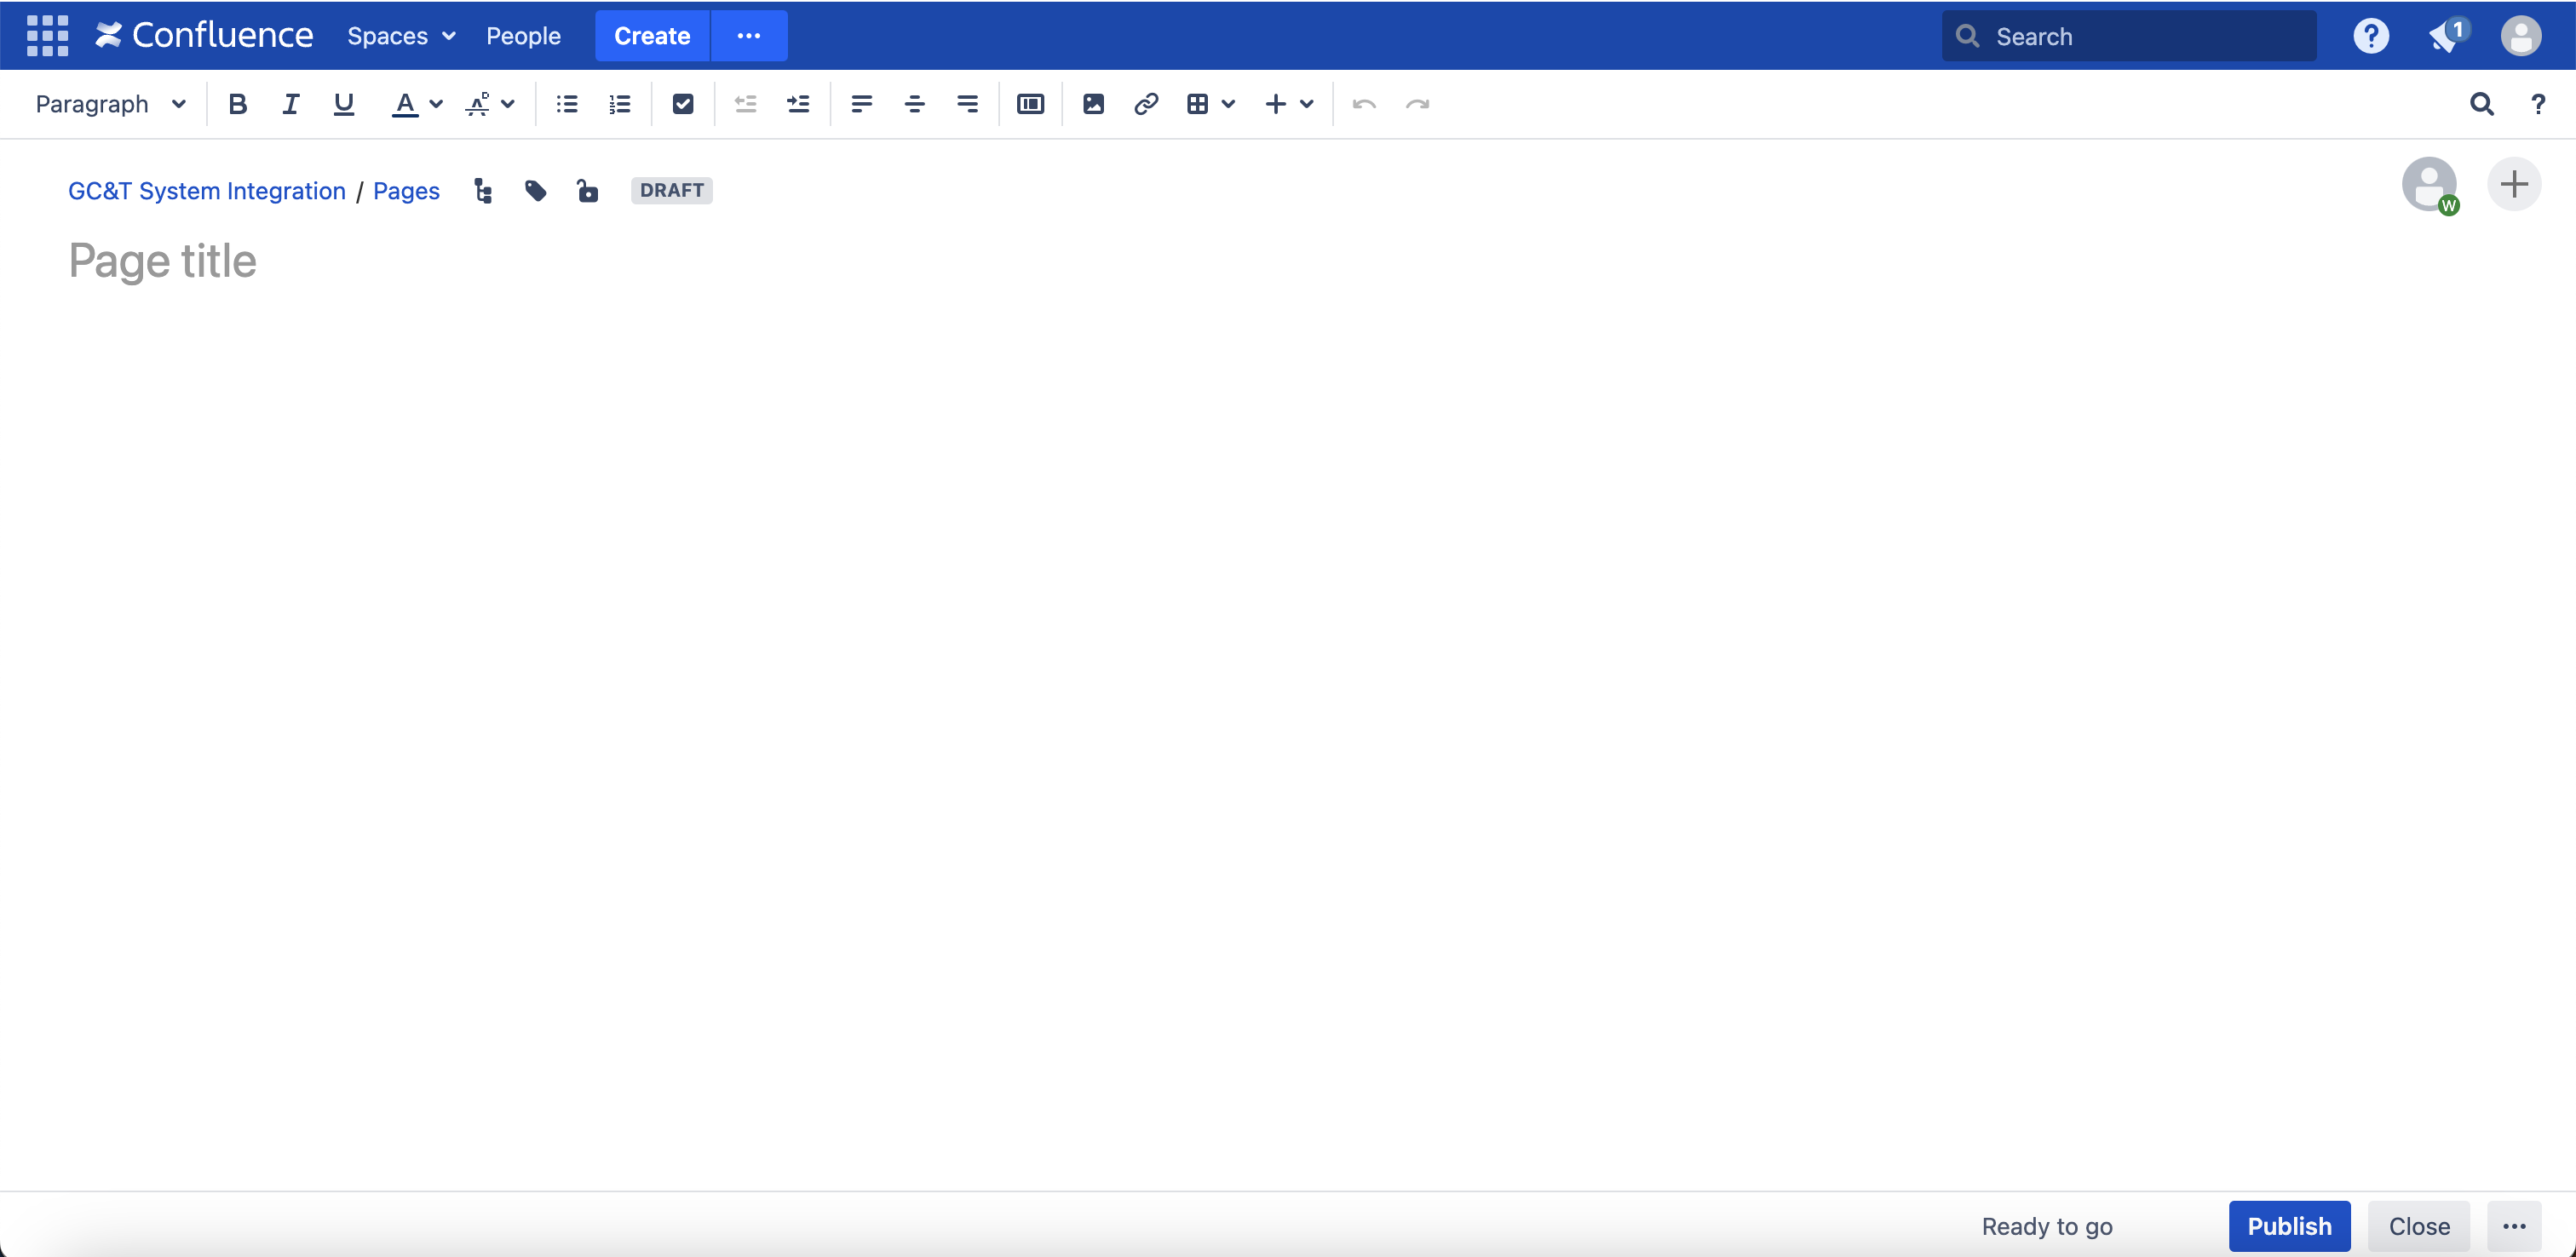 Confluence Spaces People Create Search 1
Paragraph B I U A ?
GC&T System Integration / Pages DRAFT W
Page title
Ready to go Publish Close